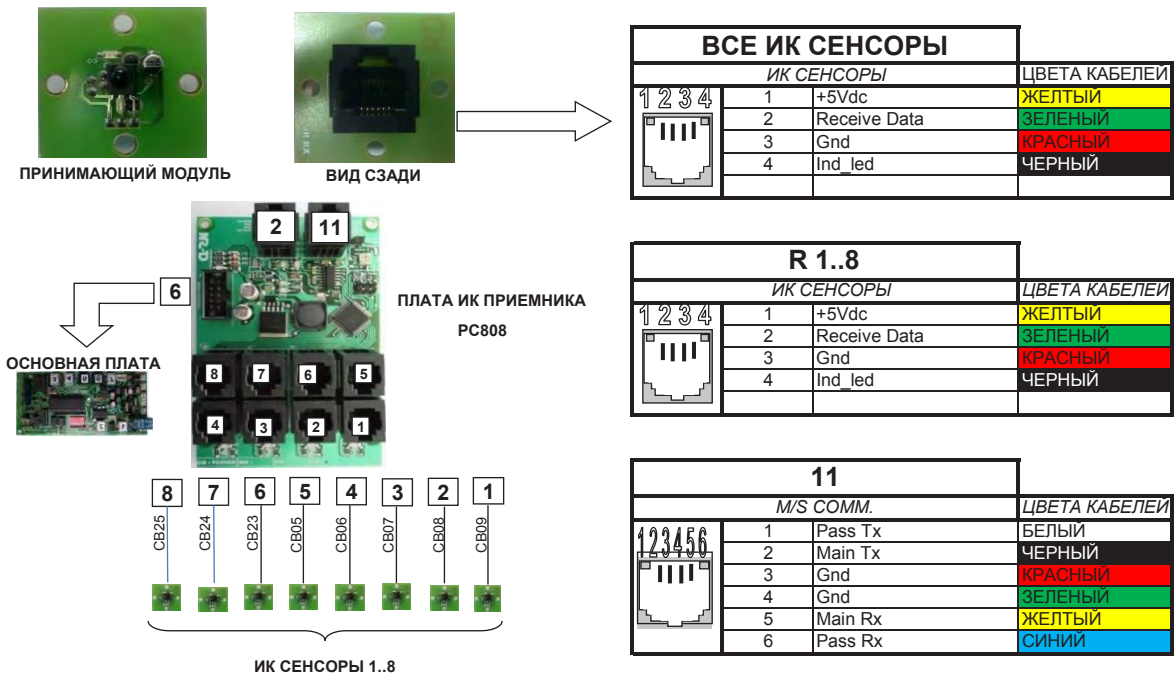 ПРИНИМАЮЩИЙ МОДУЛЬ
ВИД СЗАДИ
ВСЕ ИК СЕНСОРЫ
ИК СЕНСОРЫ ЦВЕТА КАБЕЛЕЙ
1 2 3 4
1 +5Vdc ЖЕЛТЫЙ
2 Receive Data ЗЕЛЕНЫЙ
3 Gnd КРАСНЫЙ
4 Ind_led ЧЕРНЫЙ
2 11
6
ПЛАТА ИК ПРИЕМНИКА
PC808
ОСНОВНАЯ ПЛАТА
8 7 6 5
4 3 2 1
R 1..8
ИК СЕНСОРЫ ЦВЕТА КАБЕЛЕЙ
1 2 3 4
1 +5Vdc ЖЕЛТЫЙ
2 Receive Data ЗЕЛЕНЫЙ
3 Gnd КРАСНЫЙ
4 Ind_led ЧЕРНЫЙ
8 7 6 5 4 3 2 1
CB25 CB24 CB23 CB05 CB06 CB07 CB08 CB09
ИК СЕНСОРЫ 1..8
11
M/S COMM. ЦВЕТА КАБЕЛЕЙ
123456
1 Pass Tx БЕЛЫЙ
2 Main Tx ЧЕРНЫЙ
3 Gnd КРАСНЫЙ
4 Gnd ЗЕЛЕНЫЙ
5 Main Rx ЖЕЛТЫЙ
6 Pass Rx СИНИЙ